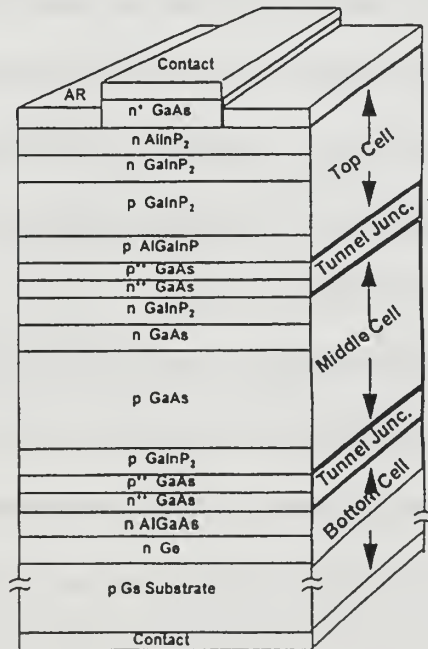 Contact
AR
n+ GaAs
n AlInP2
n GaInP2
p GaInP2
p AlGaInP
p++ GaAs
n++ GaAs
n GaInP2
n GaAs
p GaAs
p GaInP2
p++ GaAs
n++ GaAs
n AlGaAs
n Ge
p Ge Substrate
Contact
Top Cell
Tunnel Junc.
Middle Cell
Tunnel Junc.
Bottom Cell